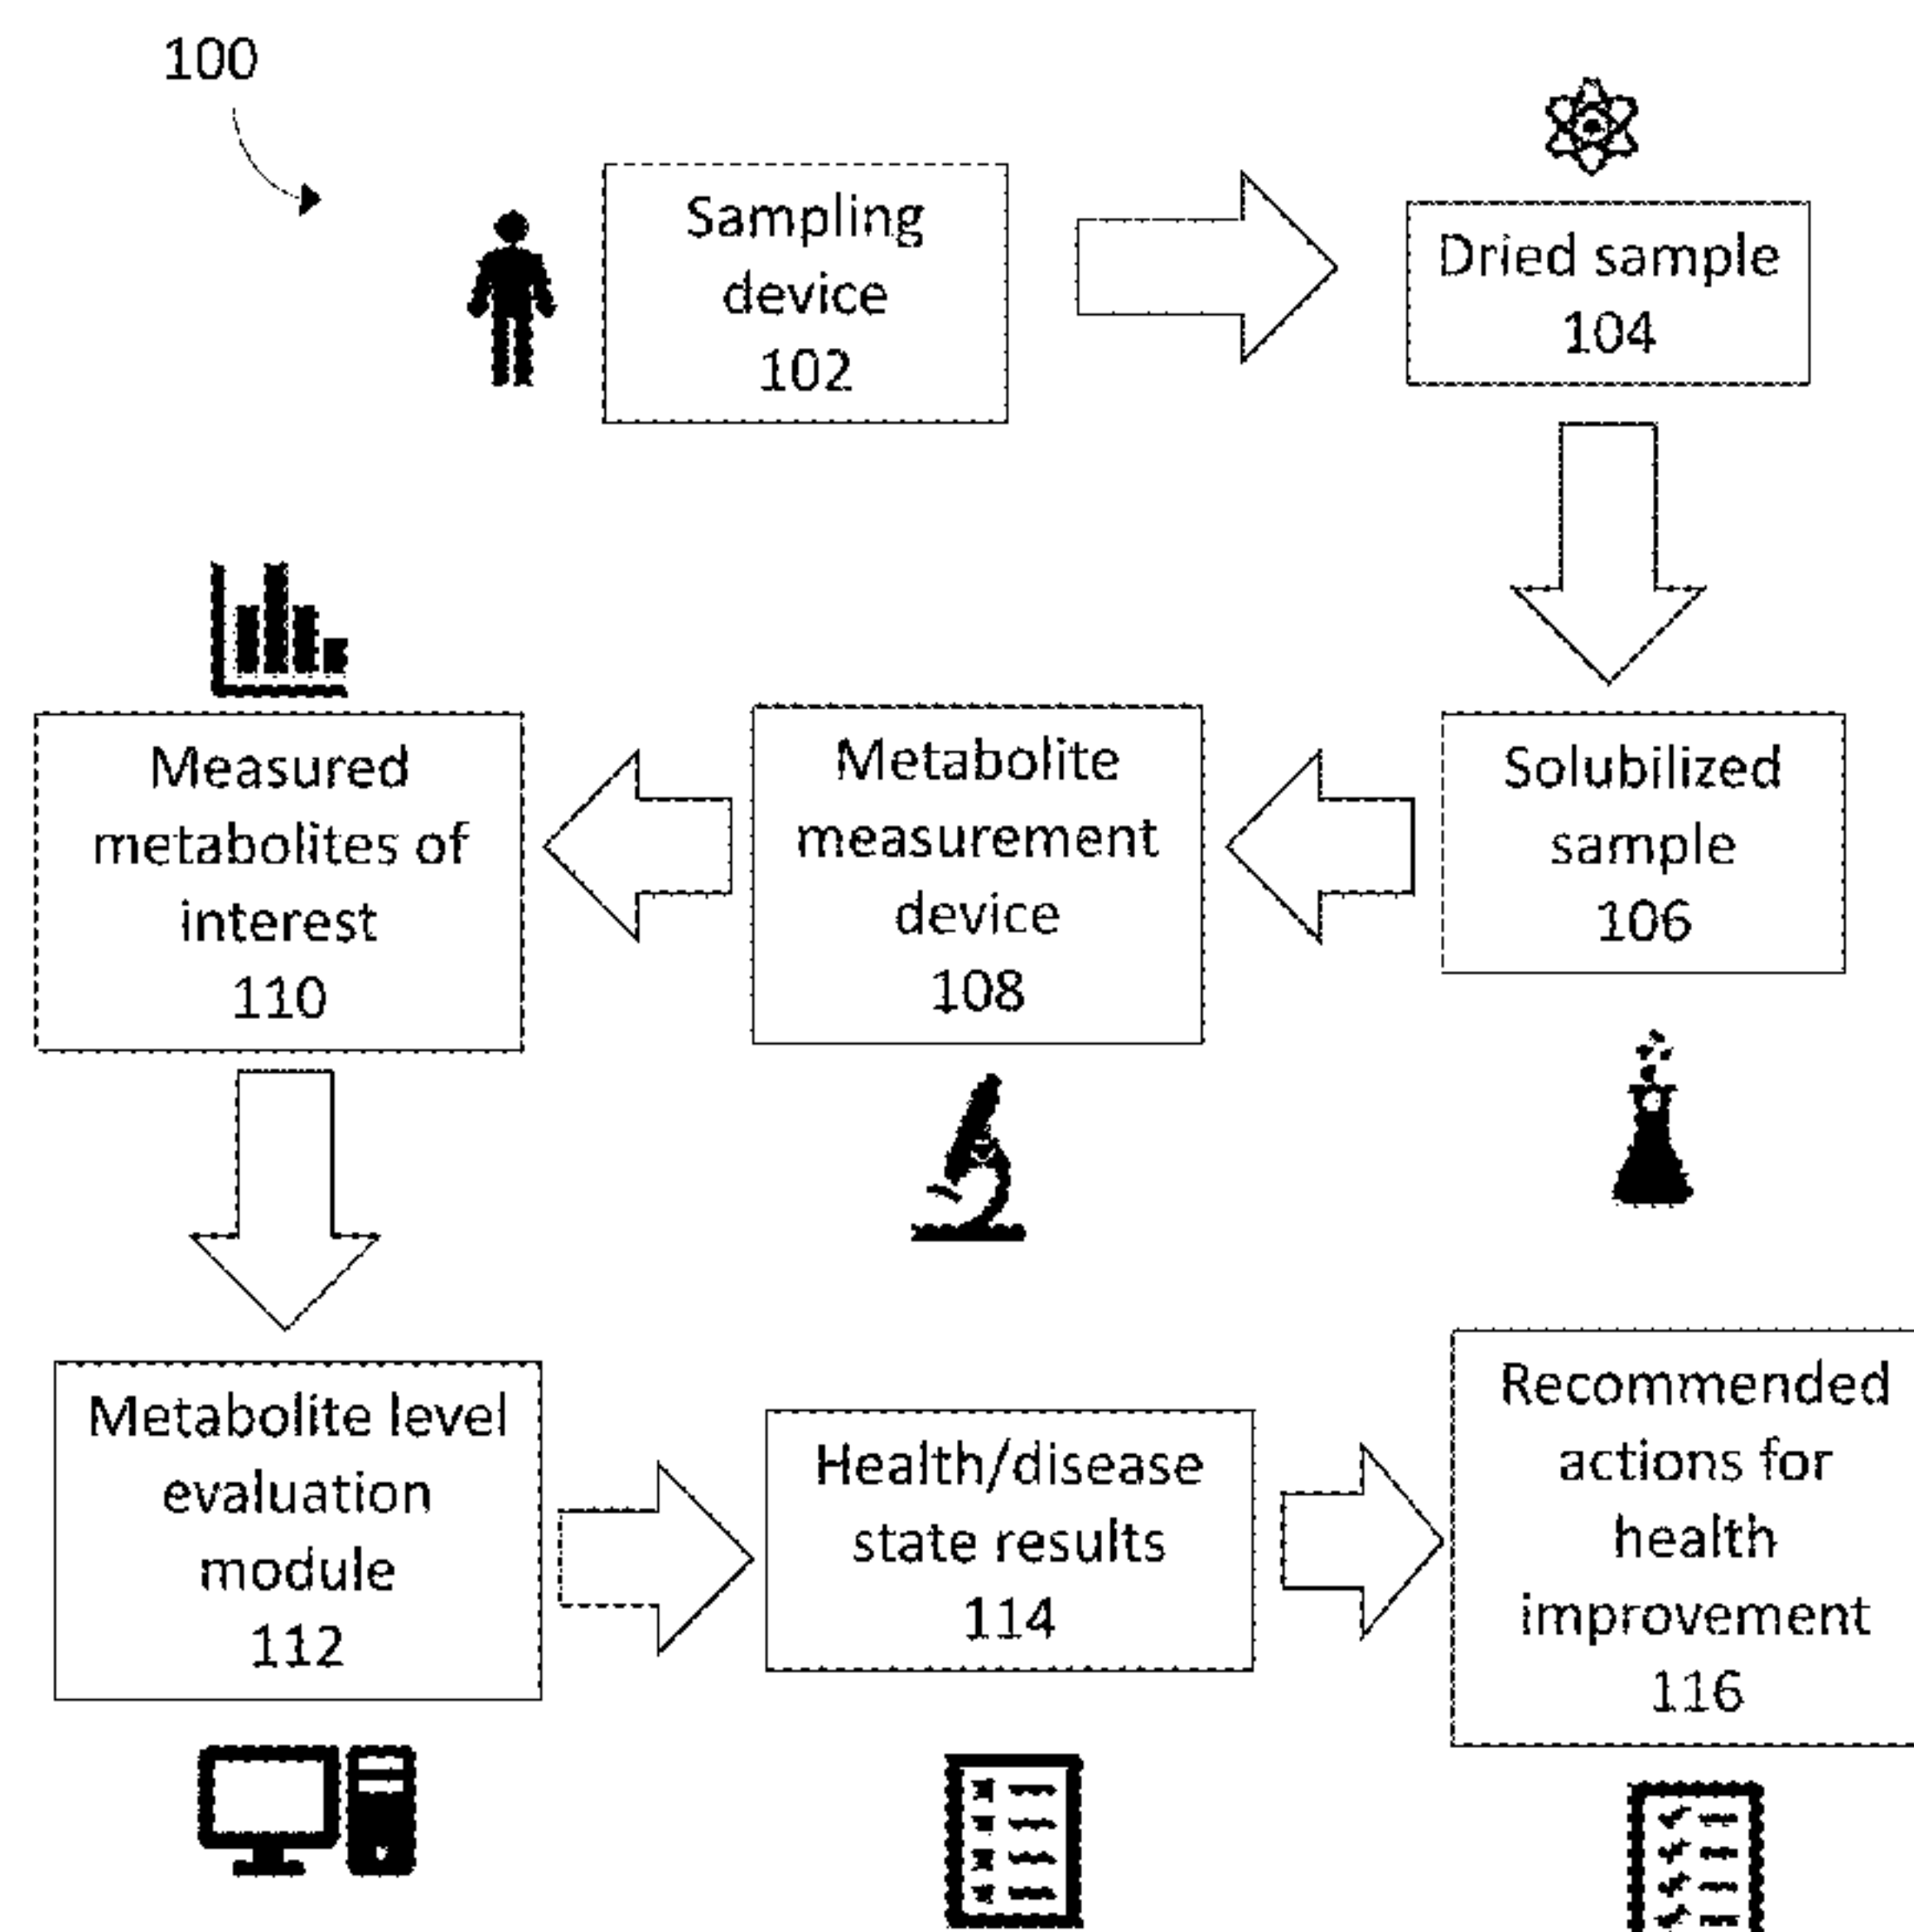 100
Sampling
device
102
Dried sample
104
Measured
metabolites of
interest
110
Metabolite
measurement
device
108
Solubilized
sample
106
Metabolite level
evaluation
module
112
Health/disease
state results
114
Recommended
actions for
health
improvement
116